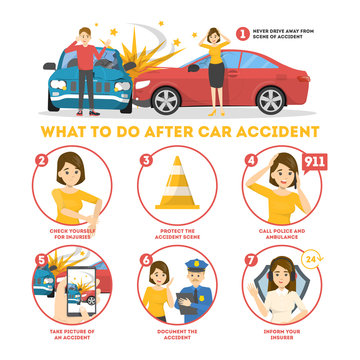 1 NEVER DRIVE AWAY FROM
SCENE OF ACCIDENT
WHAT TO DO AFTER CAR ACCIDENT
2
CHECK YOURSELF
FOR INJURIES
3
PROTECT THE
ACCIDENT SCENE
4
911
CALL POLICE AND
AMBULANCE
5
TAKE PICTURE OF
AN ACCIDENT
6
DOCUMENT THE
ACCIDENT
7
24
INFORM YOUR
INSURER